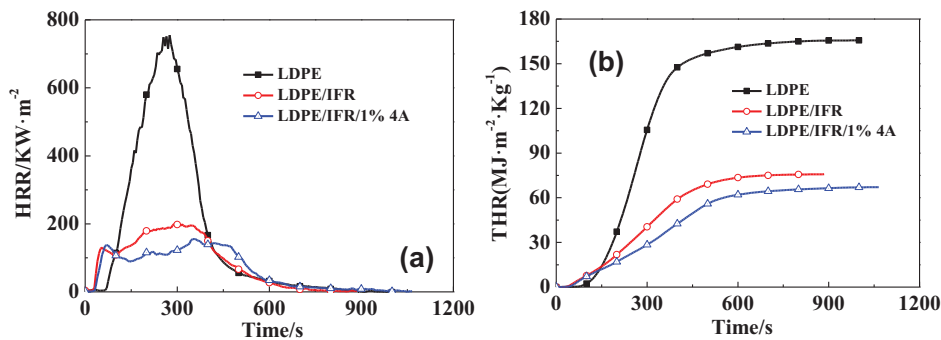 800
600
400
200
0
HRR/KW·m-2
LDPE
LDPE/IFR
LDPE/IFR/1% 4A
(a)
0 300 600 900 1200
Time/s
180
150
120
90
60
30
0
THR(MJ·m-2·Kg-1)
(b)
LDPE
LDPE/IFR
LDPE/IFR/1% 4A
0 300 600 900 1200
Time/s